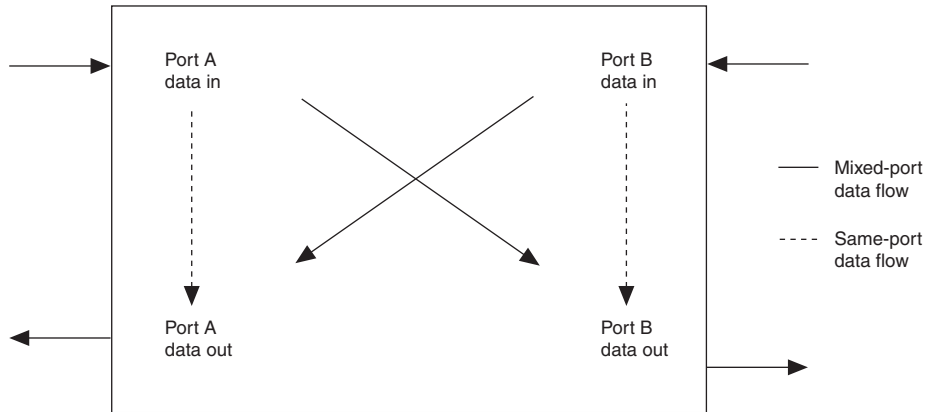 Port A
data in
Port B
data in
Mixed-port
data flow
Same-port
data flow
Port A
data out
Port B
data out